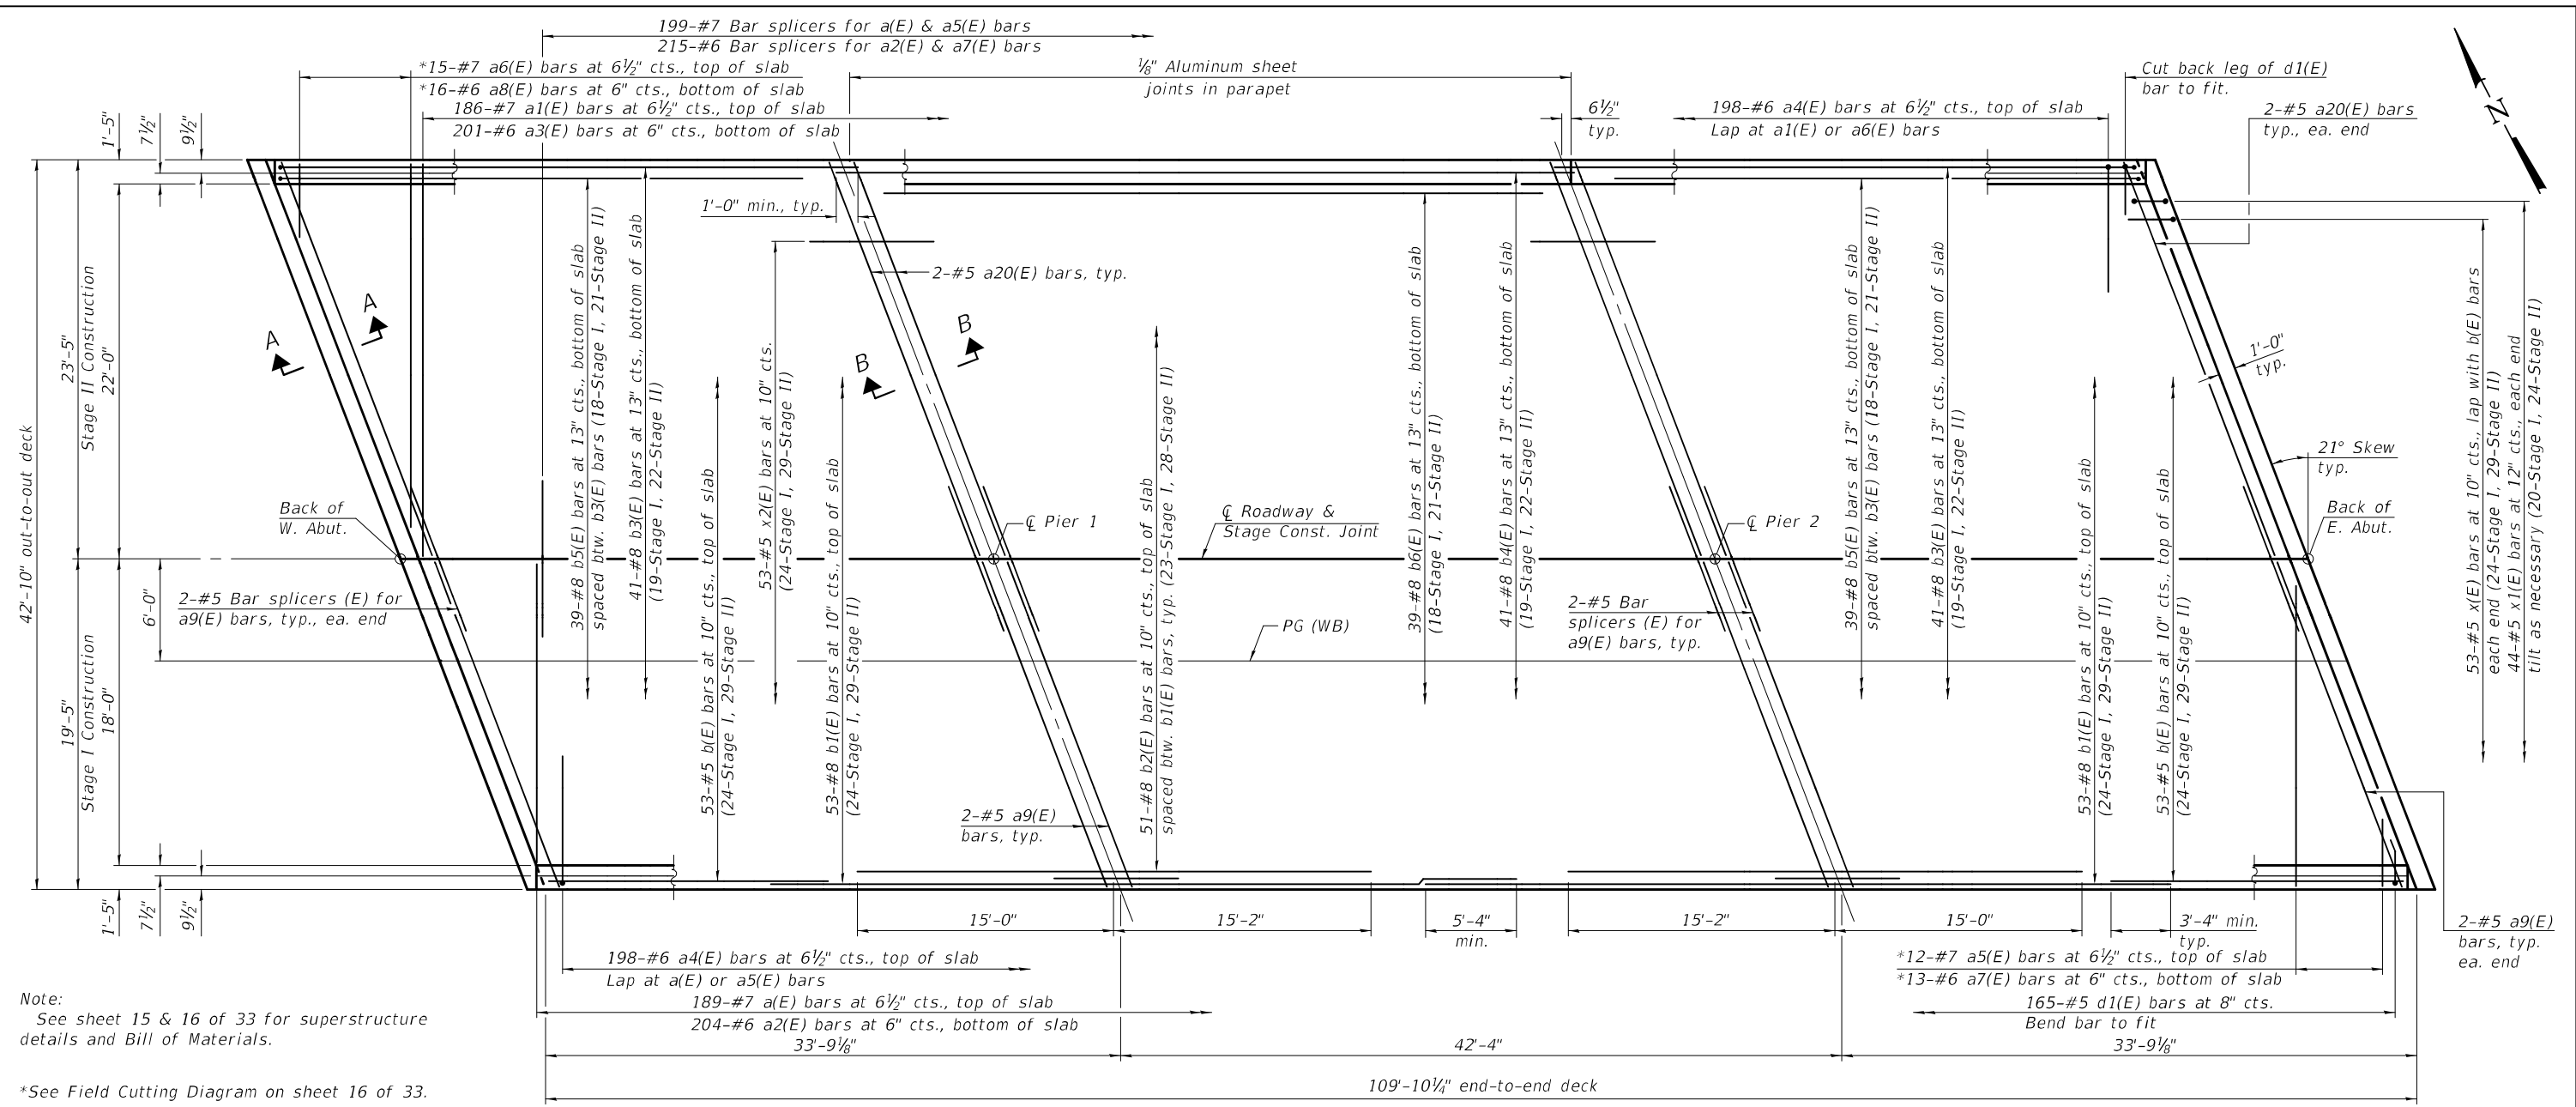 199-#7 Bar splicers for a(E) & a5(E) bars
215-#6 Bar splicers for a2(E) & a7(E) bars
*15-#7 a6(E) bars at 6½" cts., top of slab
*16-#6 a8(E) bars at 6" cts., bottom of slab
186-#7 a1(E) bars at 6½" cts., top of slab
201-#6 a3(E) bars at 6" cts., bottom of slab
⅛" Aluminum sheet
joints in parapet
6½"
typ.
198-#6 a4(E) bars at 6½" cts., top of slab
Lap at a1(E) or a6(E) bars
Cut back leg of d1(E)
bar to fit.
2-#5 a20(E) bars
typ., ea. end
N
1'-5"
7½"
9½"
1'-0" min., typ.
2-#5 a20(E) bars, typ.
A
A
B
B
42'-10" out-to-out deck
23'-5"
Stage II Construction
22'-0"
19'-5"
Stage I Construction
18'-0"
6'-0"
1'-5"
7½"
9½"
Back of
W. Abut.
2-#5 Bar splicers (E) for
a9(E) bars, typ., ea. end
39-#8 b5(E) bars at 13" cts., bottom of slab
spaced btw. b3(E) bars (18-Stage I, 21-Stage II)
41-#8 b3(E) bars at 13" cts., bottom of slab
(19-Stage I, 22-Stage II)
53-#5 b(E) bars at 10" cts., top of slab
(24-Stage I, 29-Stage II)
53-#5 x2(E) bars at 10" cts.
(24-Stage I, 29-Stage II)
53-#8 b1(E) bars at 10" cts., top of slab
(24-Stage I, 29-Stage II)
℄ Pier 1
2-#5 a9(E)
bars, typ.
51-#8 b2(E) bars at 10" cts., top of slab
spaced btw. b1(E) bars, typ. (23-Stage I, 28-Stage II)
℄ Roadway &
Stage Const. Joint
PG (WB)
39-#8 b6(E) bars at 13" cts., bottom of slab
(18-Stage I, 21-Stage II)
41-#8 b4(E) bars at 13" cts., bottom of slab
(19-Stage I, 22-Stage II)
2-#5 Bar
splicers (E) for
a9(E) bars, typ.
℄ Pier 2
39-#8 b5(E) bars at 13" cts., bottom of slab
spaced btw. b3(E) bars (18-Stage I, 21-Stage II)
41-#8 b3(E) bars at 13" cts., bottom of slab
(19-Stage I, 22-Stage II)
53-#8 b1(E) bars at 10" cts., top of slab
(24-Stage I, 29-Stage II)
53-#5 b(E) bars at 10" cts., top of slab
(24-Stage I, 29-Stage II)
1'-0"
typ.
21° Skew
typ.
Back of
E. Abut.
53-#5 x(E) bars at 10" cts., lap with b(E) bars
each end (24-Stage I, 29-Stage II)
44-#5 x1(E) bars at 12" cts., each end
tilt as necessary (20-Stage I, 24-Stage II)
15'-0"
15'-2"
5'-4"
min.
15'-2"
15'-0"
3'-4" min.
typ.
2-#5 a9(E)
bars, typ.
ea. end
198-#6 a4(E) bars at 6½" cts., top of slab
Lap at a(E) or a5(E) bars
189-#7 a(E) bars at 6½" cts., top of slab
204-#6 a2(E) bars at 6" cts., bottom of slab
*12-#7 a5(E) bars at 6½" cts., top of slab
*13-#6 a7(E) bars at 6" cts., bottom of slab
165-#5 d1(E) bars at 8" cts.
Bend bar to fit
33'-9⅛"
42'-4"
33'-9⅛"
109'-10¼" end-to-end deck
Note:
See sheet 15 & 16 of 33 for superstructure
details and Bill of Materials.
*See Field Cutting Diagram on sheet 16 of 33.